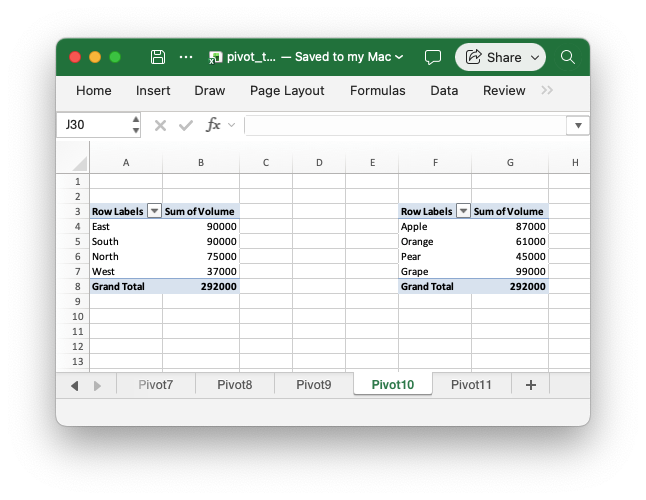 pivot_t... — Saved to my Mac
Share
Home Insert Draw Page Layout Formulas Data Review
J30 fx
A B C D E F G H
1
2
3 Row Labels Sum of Volume Row Labels Sum of Volume
4 East 90000 Apple 87000
5 South 90000 Orange 61000
6 North 75000 Pear 45000
7 West 37000 Grape 99000
8 Grand Total 292000 Grand Total 292000
9
10
11
12
13
Pivot7 Pivot8 Pivot9 Pivot10 Pivot11 +